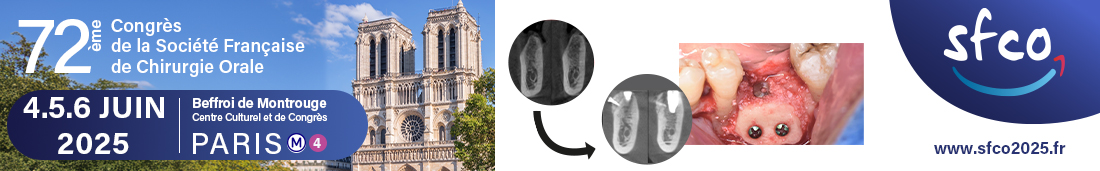 72ème
Congrès
de la Société Française
de Chirurgie Orale
4.5.6 JUIN
2025
Beffroi de Montrouge
Centre Culturel et de Congrès
PARIS M 4
sfco
www.sfco2025.fr